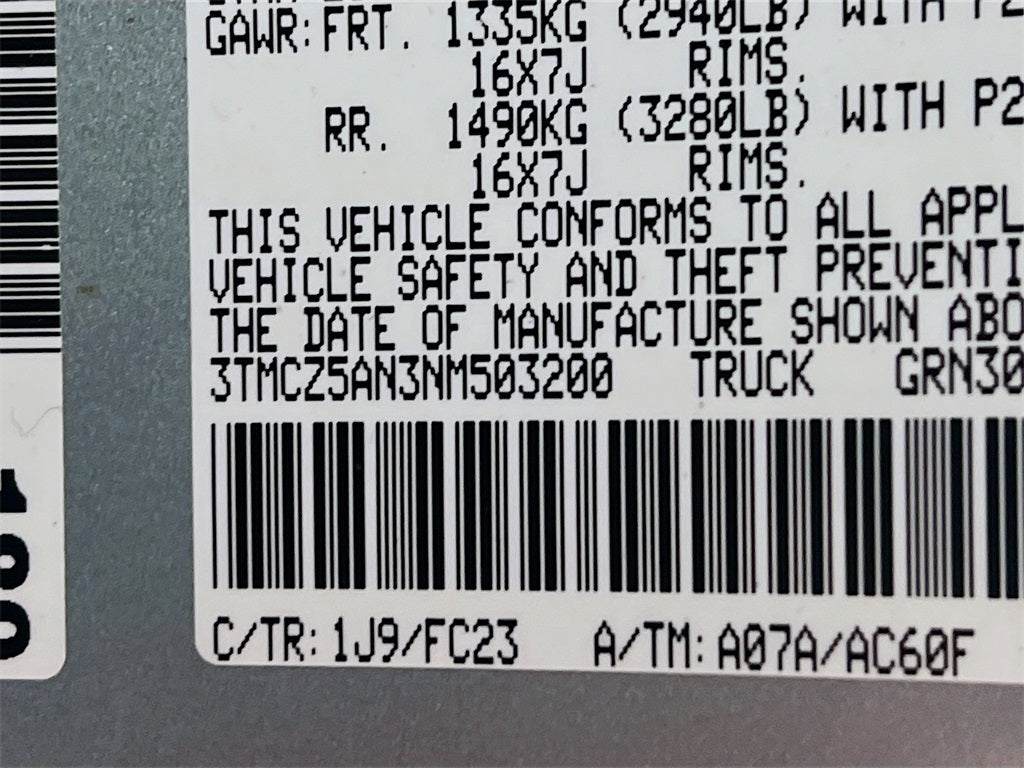 GAWR: FRT. 1335KG (2940LB) WITH P2
16X7J RIMS.
RR. 1490KG (3280LB) WITH P2
16X7J RIMS.
THIS VEHICLE CONFORMS TO ALL APPL
VEHICLE SAFETY AND THEFT PREVENTI
THE DATE OF MANUFACTURE SHOWN ABO
3TMCZ5AN3NM503200 TRUCK GRN30
C/TR: 1J9/FC23 A/TM: A07A/AC60F